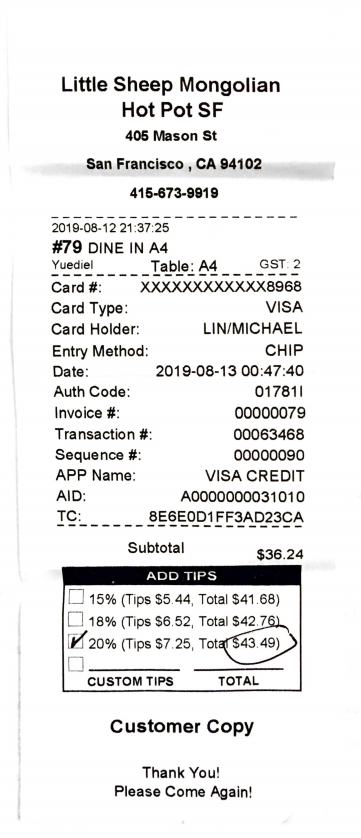 Little Sheep Mongolian
Hot Pot SF
405 Mason St
San Francisco , CA 94102
415-673-9919
2019-08-12 21:37:25
#79 DINE IN A4
Yuediel Table: A4 GST: 2
Card #: XXXXXXXXXXXX8968
Card Type: VISA
Card Holder: LIN/MICHAEL
Entry Method: CHIP
Date: 2019-08-13 00:47:40
Auth Code: 01781I
Invoice #: 00000079
Transaction #: 00063468
Sequence #: 00000090
APP Name: VISA CREDIT
AID: A0000000031010
TC: 8E6E0D1FF3AD23CA
Subtotal $36.24
ADD TIPS
15% (Tips $5.44, Total $41.68)
18% (Tips $6.52, Total $42.76)
20% (Tips $7.25, Total $43.49)
CUSTOM TIPS TOTAL
Customer Copy
Thank You!
Please Come Again!